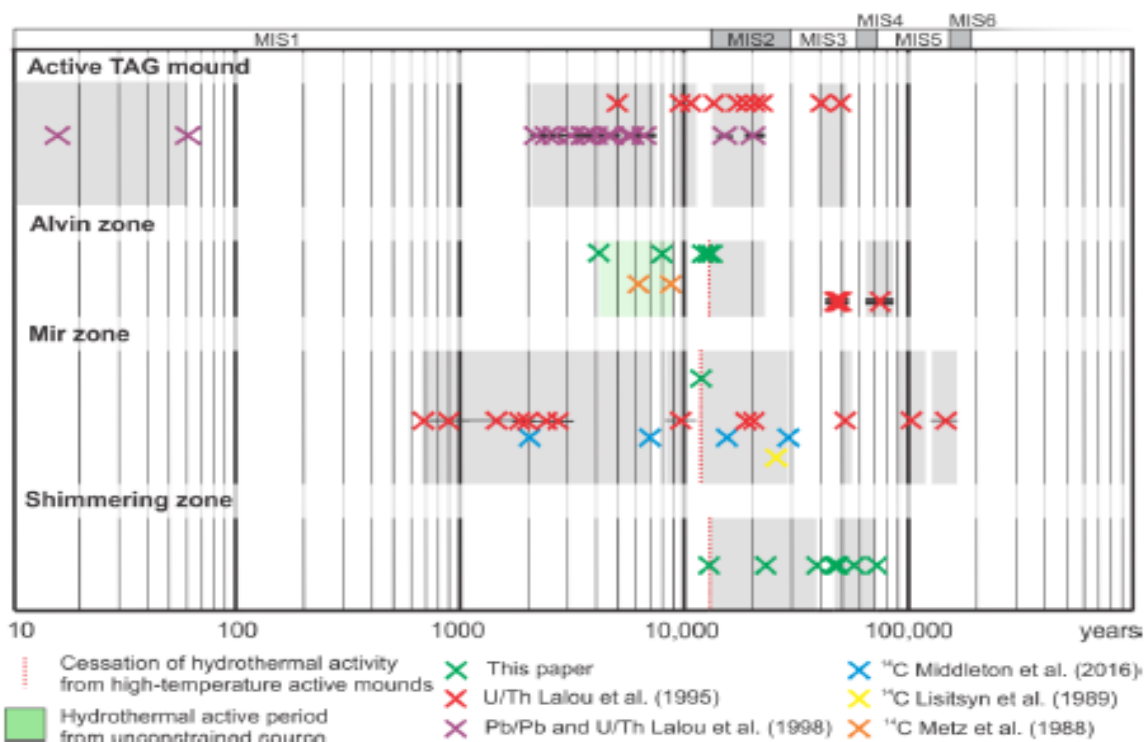 MIS4 MIS6
MIS1 MIS2 MIS3 MIS5
Active TAG mound
Alvin zone
Mir zone
Shimmering zone
10 100 1000 10,000 100,000 years
Cessation of hydrothermal activity
from high-temperature active mounds
Hydrothermal active period
from unconstrained source
This paper
U/Th Lalou et al. (1995)
Pb/Pb and U/Th Lalou et al. (1998)
¹⁴C Middleton et al. (2016)
¹⁴C Lisitsyn et al. (1989)
¹⁴C Metz et al. (1988)